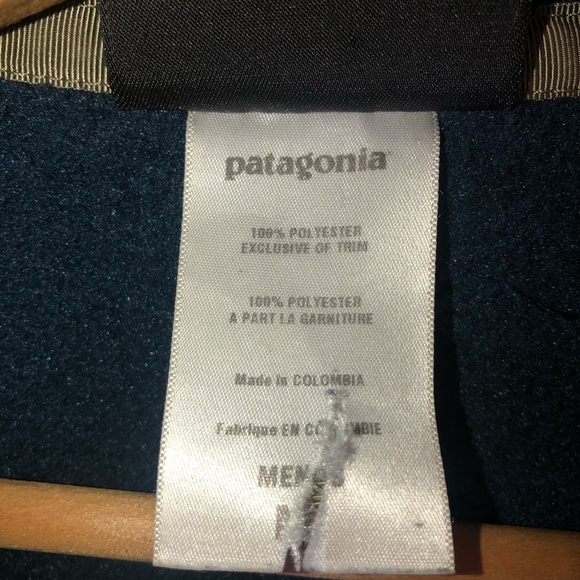 patagonia
100% POLYESTER
EXCLUSIVE OF TRIM
100% POLYESTER
A PART LA GARNITURE
Made in COLOMBIA
Fabrique EN